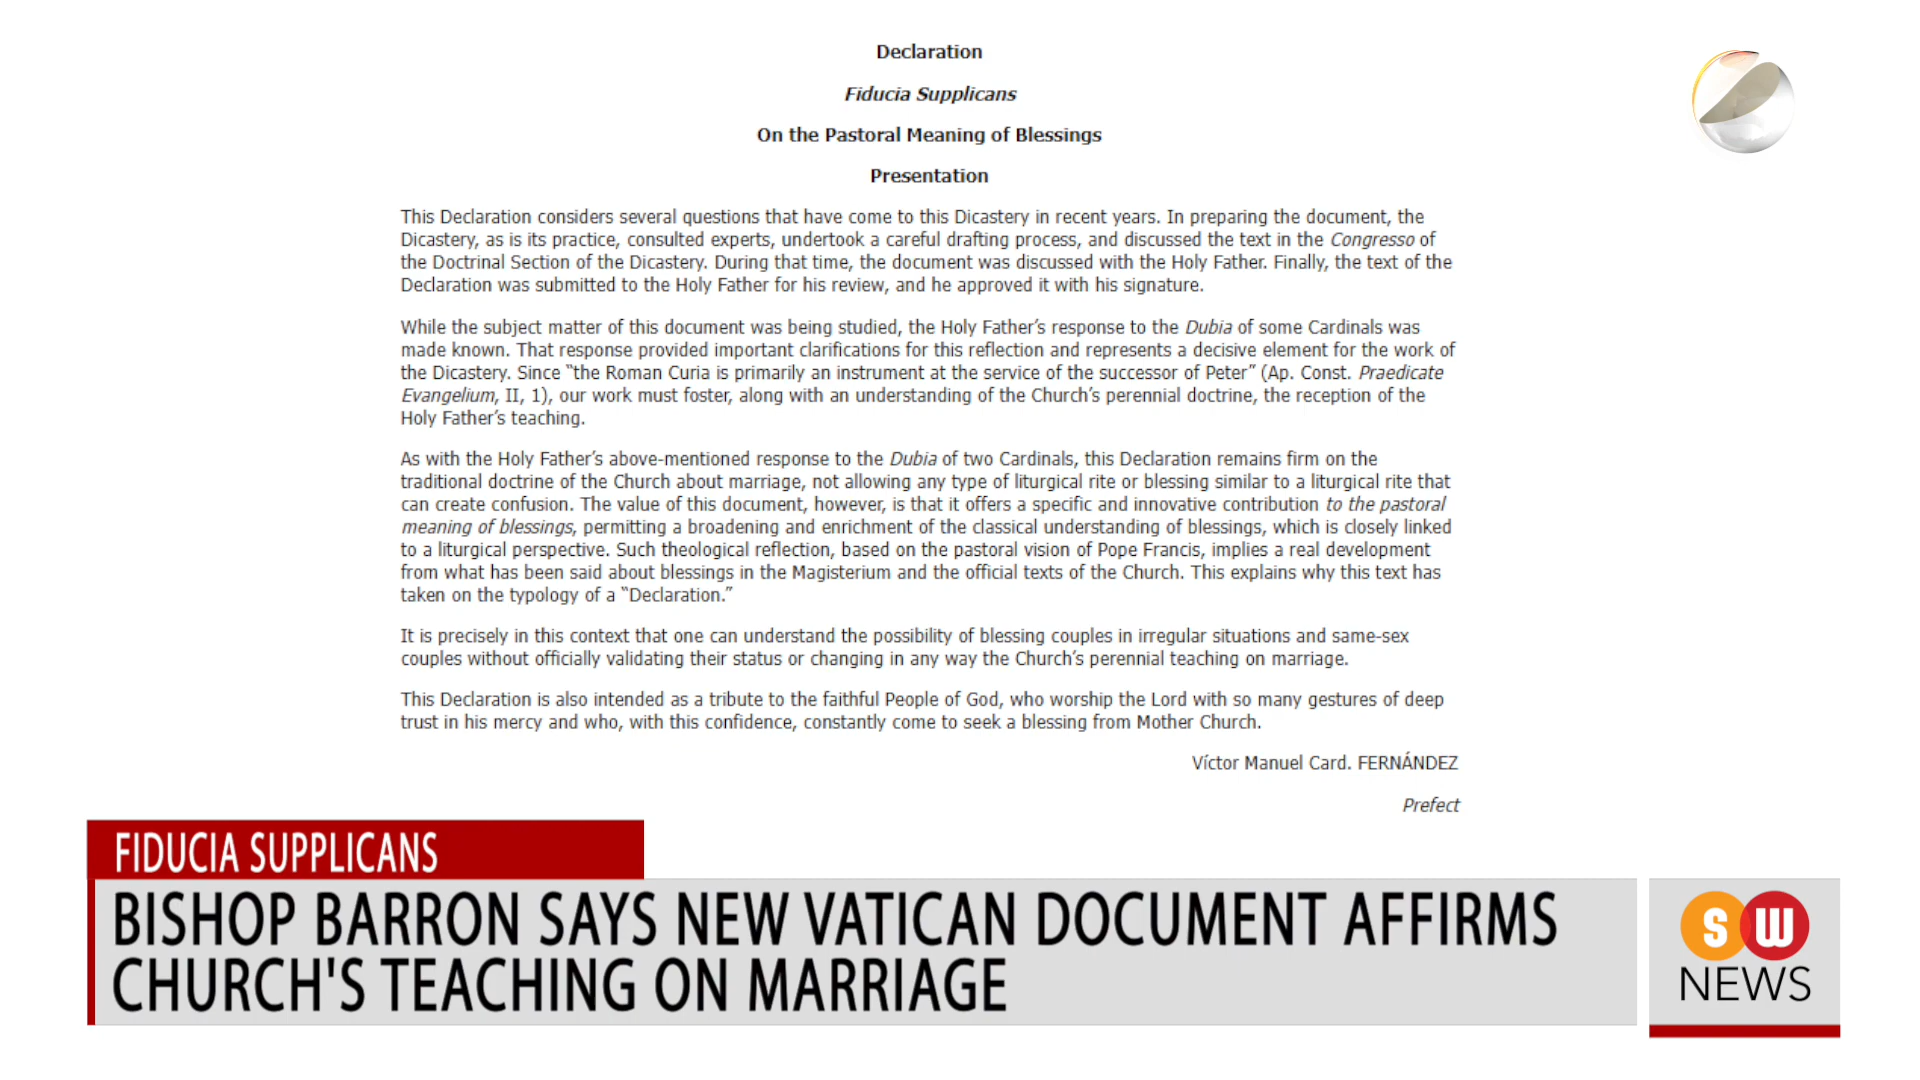 Declaration
Fiducia Supplicans
On the Pastoral Meaning of Blessings
Presentation
This Declaration considers several questions that have come to this Dicastery in recent years. In preparing the document, the
Dicastery, as is its practice, consulted experts, undertook a careful drafting process, and discussed the text in the Congresso of
the Doctrinal Section of the Dicastery. During that time, the document was discussed with the Holy Father. Finally, the text of the
Declaration was submitted to the Holy Father for his review, and he approved it with his signature.
While the subject matter of this document was being studied, the Holy Father’s response to the Dubia of some Cardinals was
made known. That response provided important clarifications for this reflection and represents a decisive element for the work of
the Dicastery. Since “the Roman Curia is primarily an instrument at the service of the successor of Peter” (Ap. Const. Praedicate
Evangelium, II, 1), our work must foster, along with an understanding of the Church’s perennial doctrine, the reception of the
Holy Father’s teaching.
As with the Holy Father’s above-mentioned response to the Dubia of two Cardinals, this Declaration remains firm on the
traditional doctrine of the Church about marriage, not allowing any type of liturgical rite or blessing similar to a liturgical rite that
can create confusion. The value of this document, however, is that it offers a specific and innovative contribution to the pastoral
meaning of blessings, permitting a broadening and enrichment of the classical understanding of blessings, which is closely linked
to a liturgical perspective. Such theological reflection, based on the pastoral vision of Pope Francis, implies a real development
from what has been said about blessings in the Magisterium and the official texts of the Church. This explains why this text has
taken on the typology of a “Declaration.”
It is precisely in this context that one can understand the possibility of blessing couples in irregular situations and same-sex
couples without officially validating their status or changing in any way the Church’s perennial teaching on marriage.
This Declaration is also intended as a tribute to the faithful People of God, who worship the Lord with so many gestures of deep
trust in his mercy and who, with this confidence, constantly come to seek a blessing from Mother Church.
Víctor Manuel Card. FERNÁNDEZ
Prefect
FIDUCIA SUPPLICANS
BISHOP BARRON SAYS NEW VATICAN DOCUMENT AFFIRMS
CHURCH'S TEACHING ON MARRIAGE
SW
NEWS